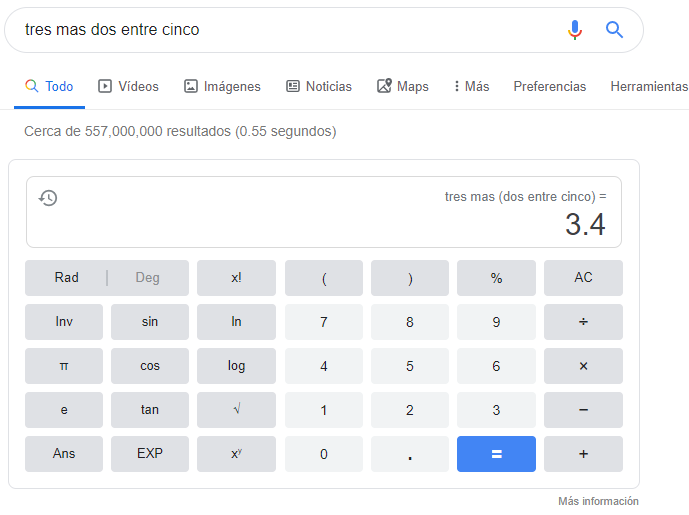 tres mas dos entre cinco
Todo Vídeos Imágenes Noticias Maps Más Preferencias Herramientas
Cerca de 557,000,000 resultados (0.55 segundos)
tres mas (dos entre cinco) =
3.4
Rad | Deg x! ( ) % AC
Inv sin ln 7 8 9 ÷
π cos log 4 5 6 ×
e tan √ 1 2 3 −
Ans EXP xʸ 0 . = +
Más información